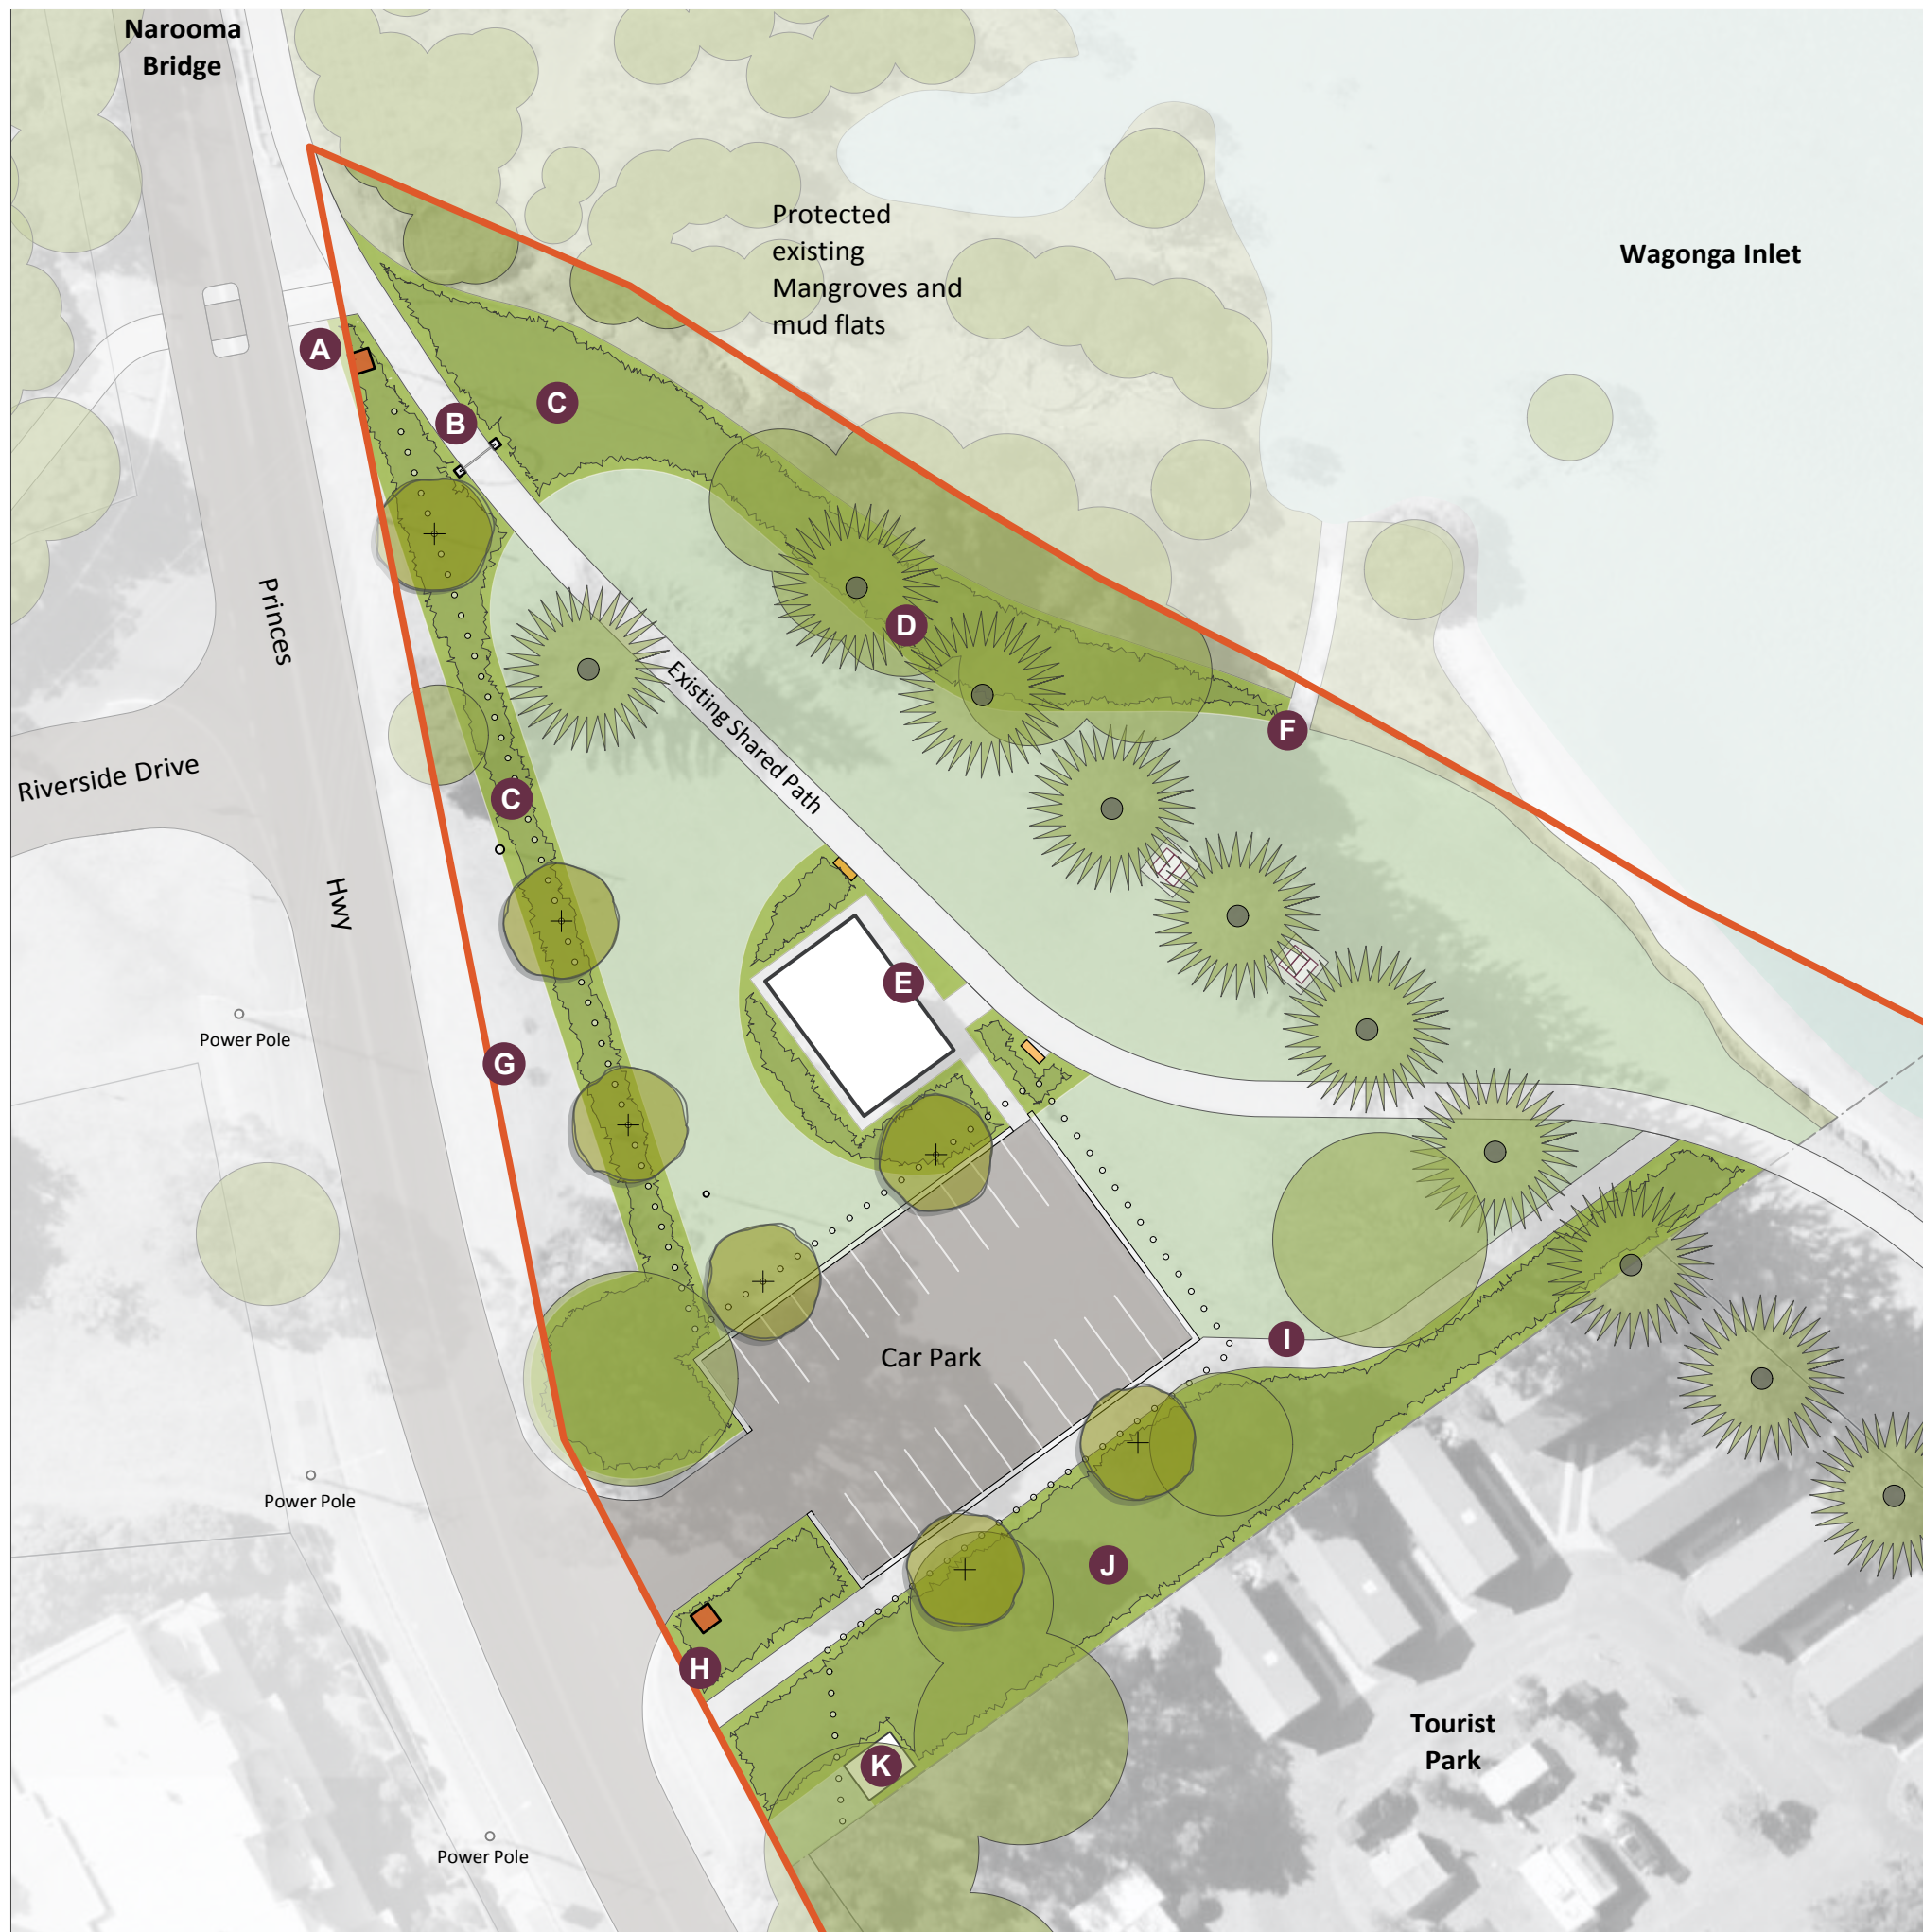 Narooma
Bridge
Protected
existing
Mangroves and
mud flats
Wagonga Inlet
A
B
C
D
F
Princes
Existing Shared Path
Riverside Drive
C
Hwy
E
Power Pole
G
Car Park
I
Power Pole
J
H
Tourist
Park
K
Power Pole